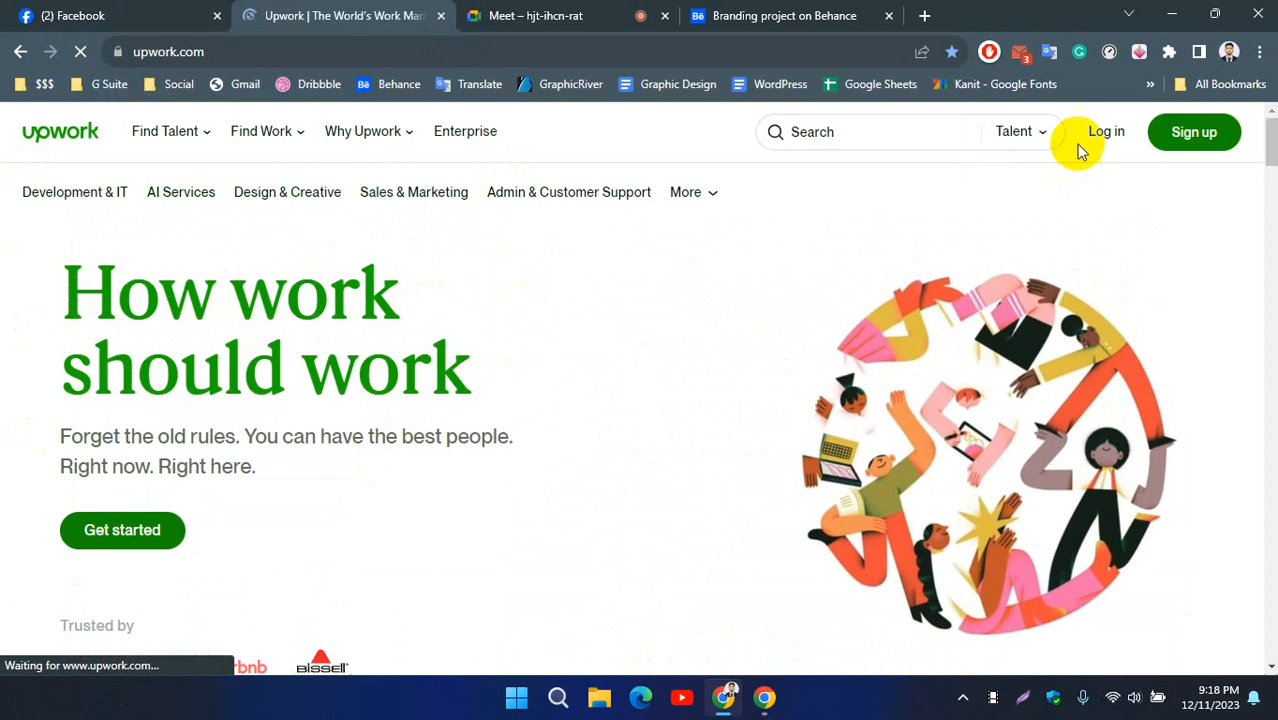 (2) Facebook
Upwork | The World's Work Mar
Meet – hjt-ihcn-rat
Branding project on Behance
upwork.com
3
$$$
G Suite
Social
Gmail
Dribbble
Bē Behance
Translate
GraphicRiver
Graphic Design
WordPress
Google Sheets
Kanit - Google Fonts
»
All Bookmarks
upwork
Find Talent
Find Work
Why Upwork
Enterprise
Search
Talent
Log in
Sign up
Development & IT
AI Services
Design & Creative
Sales & Marketing
Admin & Customer Support
More
How work
should work
Forget the old rules. You can have the best people.
Right now. Right here.
Get started
Trusted by
Waiting for www.upwork.com...
rbnb
BISSELL
9:18 PM
12/11/2023